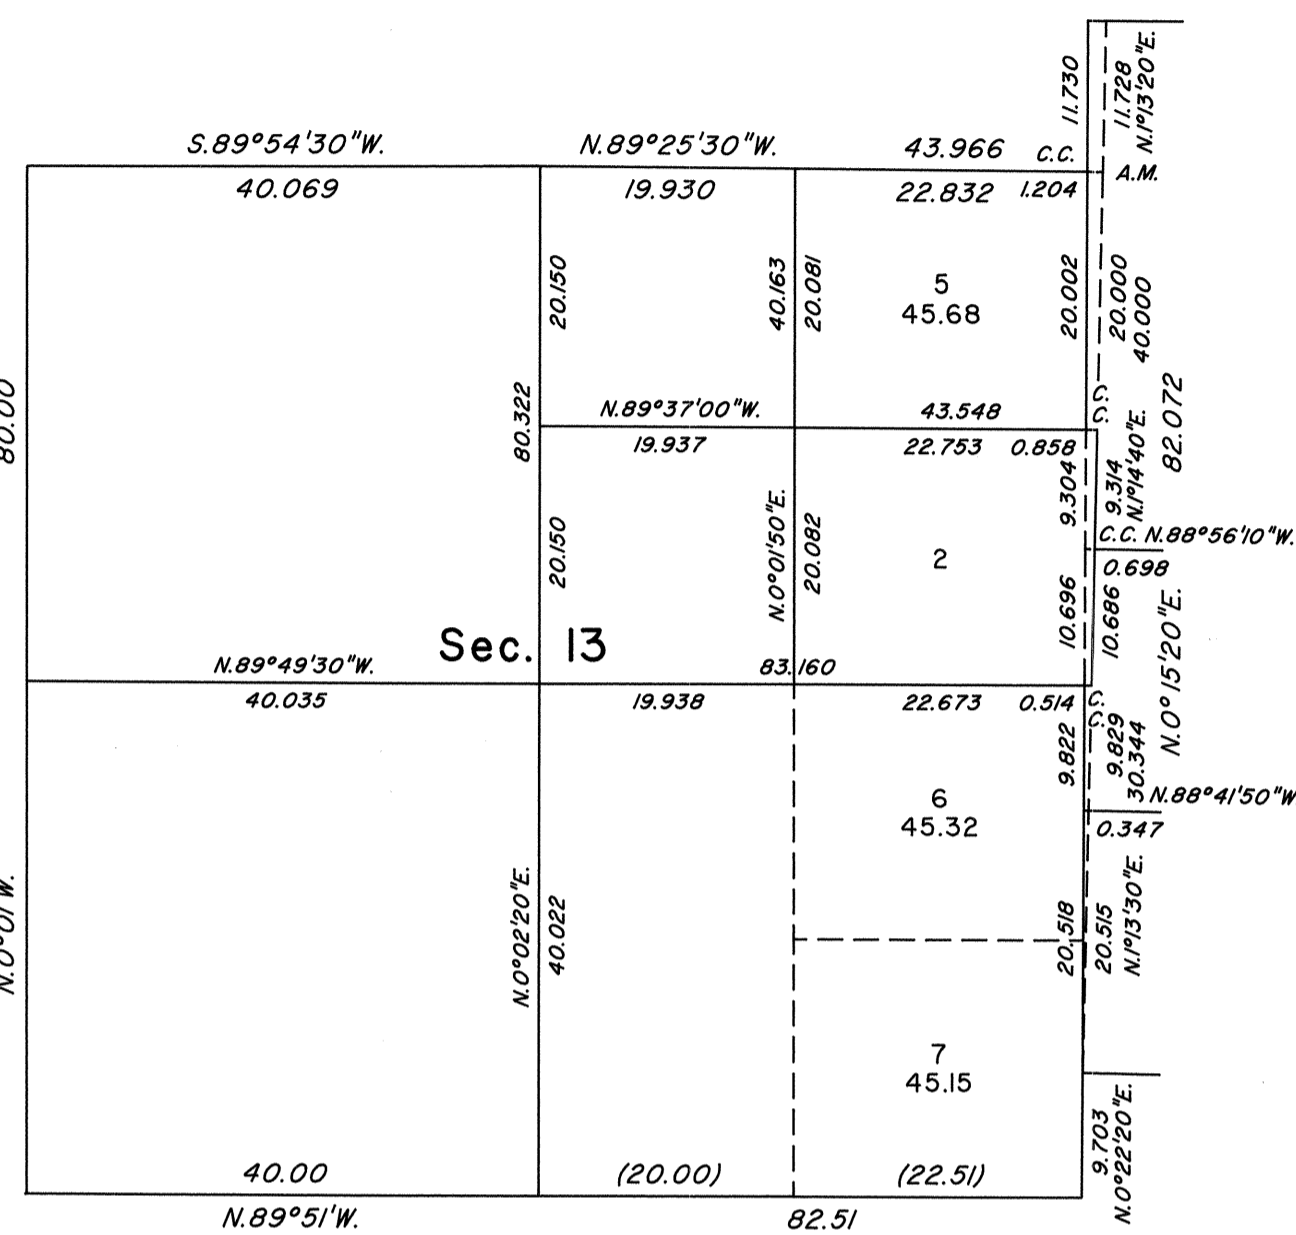 11.730
11.728
N.1°13'20"E.
S.89°54'30"W.
N.89°25'30"W.
43.966
C.C.
A.M.
40.069
19.930
22.832
1.204
20.150
40.163
20.081
5
45.68
20.002
20.000
40.000
80.00
80.322
N.89°37'00"W.
43.548
C.
C.
82.072
19.937
22.753
0.858
9.304
9.314
N.1°14'40"E.
C.C. N.88°56'10"W.
0.698
20.150
N.0°01'50"E.
20.082
2
10.696
10.686
N.0°15'20"E.
Sec. 13
N.89°49'30"W.
83.160
40.035
19.938
22.673
0.514
C.
C.
9.822
9.829
30.344
N.88°41'50"W
0.347
6
45.32
N.0°01'W.
N.0°02'20"E.
40.022
20.518
20.515
N.1°13'30"E.
7
45.15
9.703
N.0°22'20"E.
40.00
(20.00)
(22.51)
N.89°51'W.
82.51